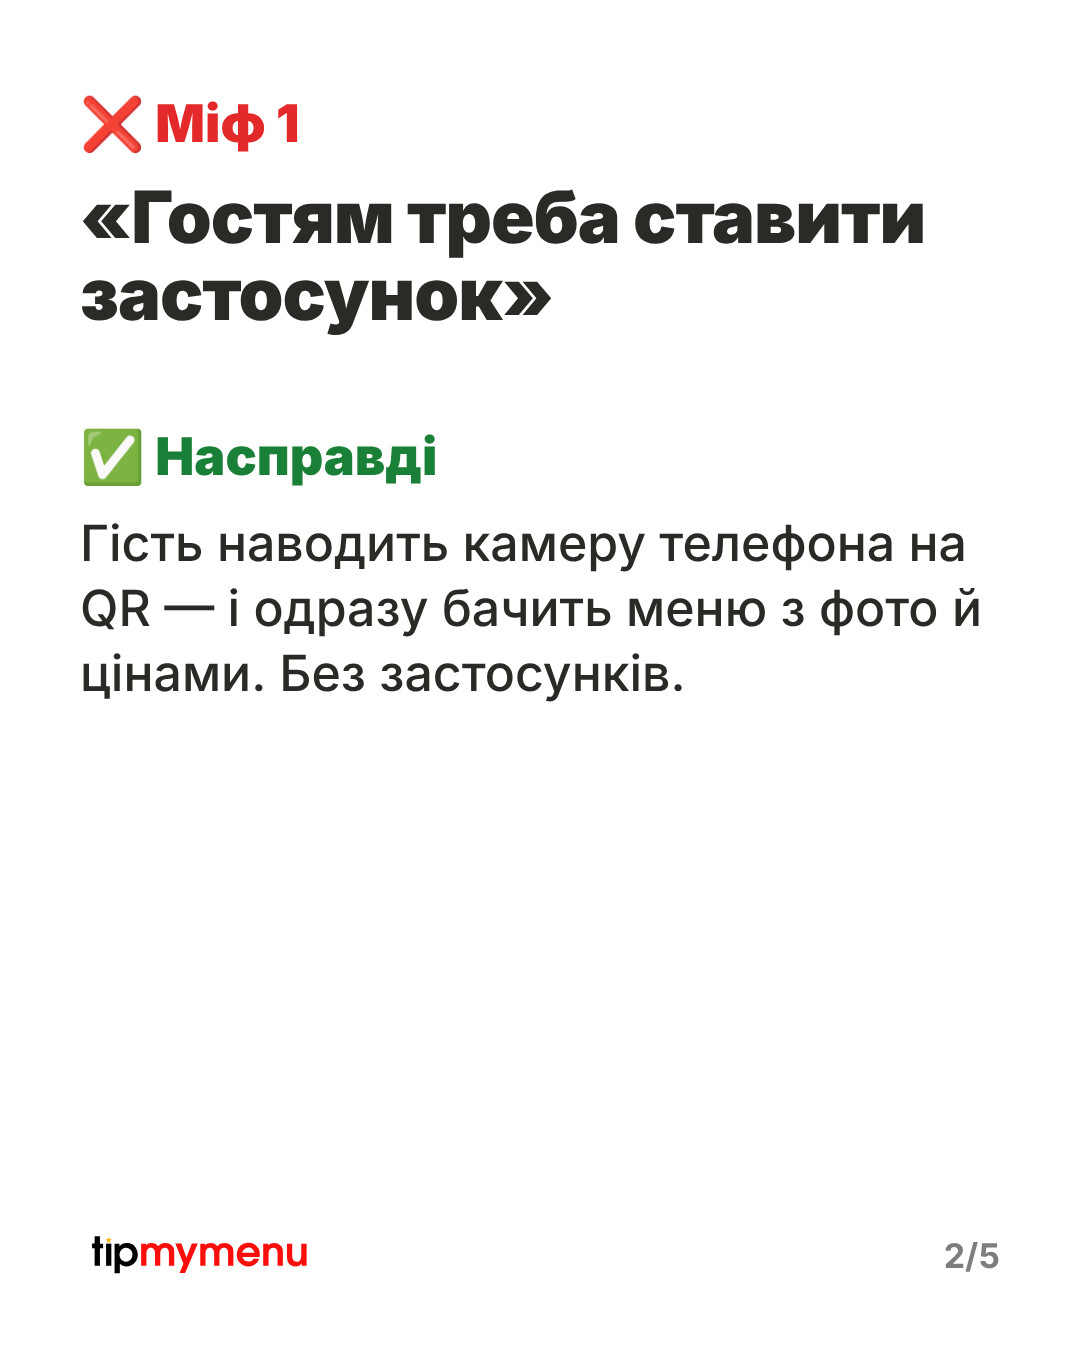 ❌ Міф 1
«Гостям треба ставити
застосунок»
✅ Насправді
Гість наводить камеру телефона на
QR — і одразу бачить меню з фото й
цінами. Без застосунків.
tipmymenu
2/5